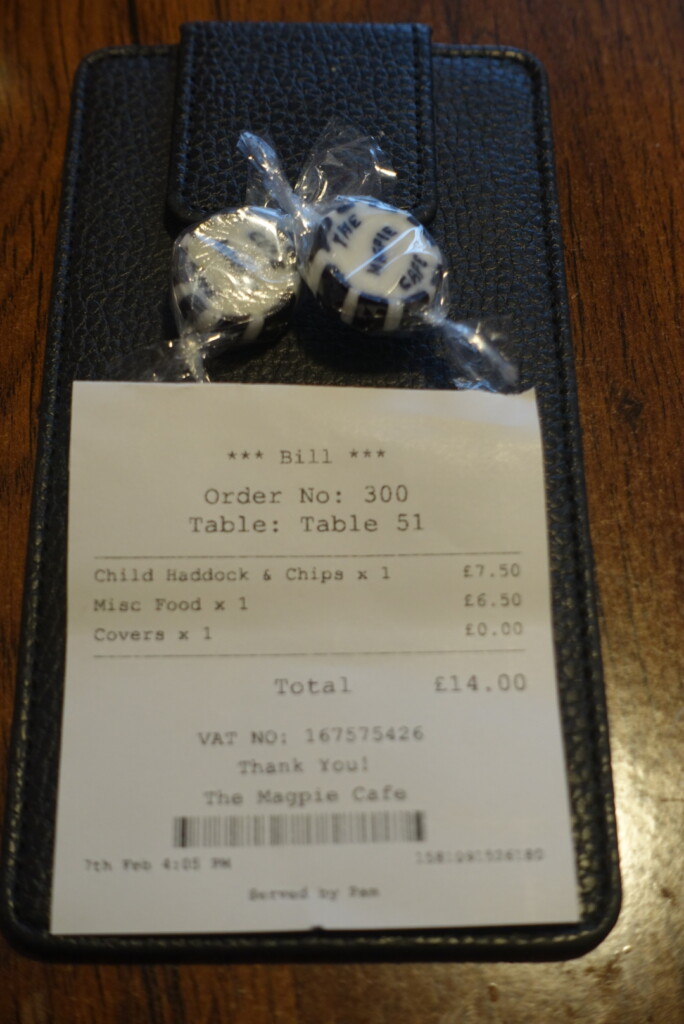 THE
MAGPIE
Cafe
*** Bill ***
Order No: 300
Table: Table 51
Child Haddock & Chips x 1 £7.50
Misc Food x 1 £6.50
Covers x 1 £0.00
Total £14.00
VAT NO: 167575426
Thank You!
The Magpie Cafe
7th Feb 4:05 PM
Served by Pam